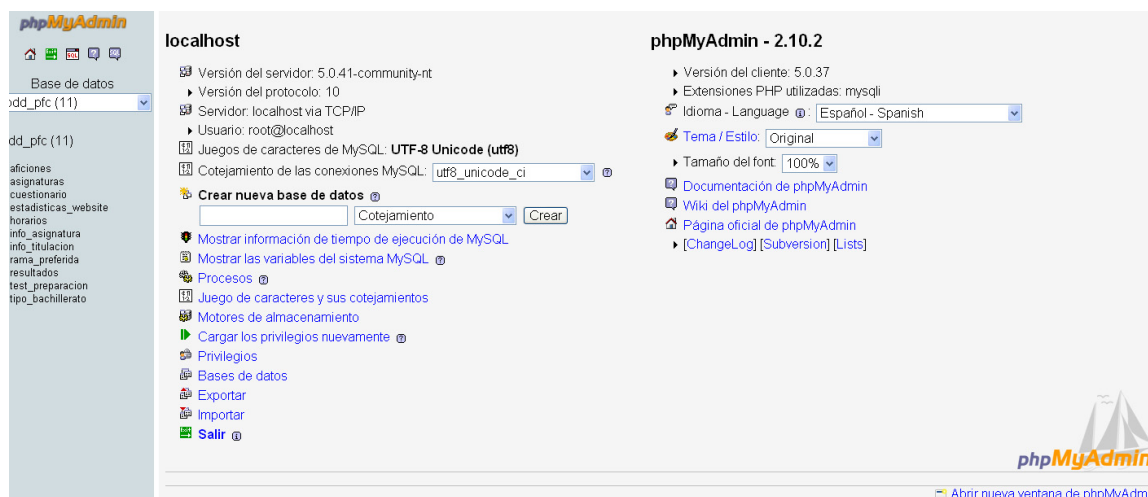 phpMyAdmin
Base de datos
bdd_pfc (11)
bdd_pfc (11)
aficiones
asignaturas
cuestionario
estadisticas_website
horarios
info_asignatura
info_titulacion
rama_preferida
resultados
test_preparacion
tipo_bachillerato
localhost
Versión del servidor: 5.0.41-community-nt
Versión del protocolo: 10
Servidor: localhost via TCP/IP
Usuario: root@localhost
Juegos de caracteres de MySQL: UTF-8 Unicode (utf8)
Cotejamiento de las conexiones MySQL: utf8_unicode_ci
Crear nueva base de datos
Cotejamiento Crear
Mostrar información de tiempo de ejecución de MySQL
Mostrar las variables del sistema MySQL
Procesos
Juego de caracteres y sus cotejamientos
Motores de almacenamiento
Cargar los privilegios nuevamente
Privilegios
Bases de datos
Exportar
Importar
Salir
phpMyAdmin - 2.10.2
Versión del cliente: 5.0.37
Extensiones PHP utilizadas: mysqli
Idioma - Language : Español - Spanish
Tema / Estilo: Original
Tamaño del font: 100%
Documentación de phpMyAdmin
Wiki del phpMyAdmin
Página oficial de phpMyAdmin
[ChangeLog] [Subversion] [Lists]
phpMyAdmin
Abrir nueva ventana de phpMyAdm